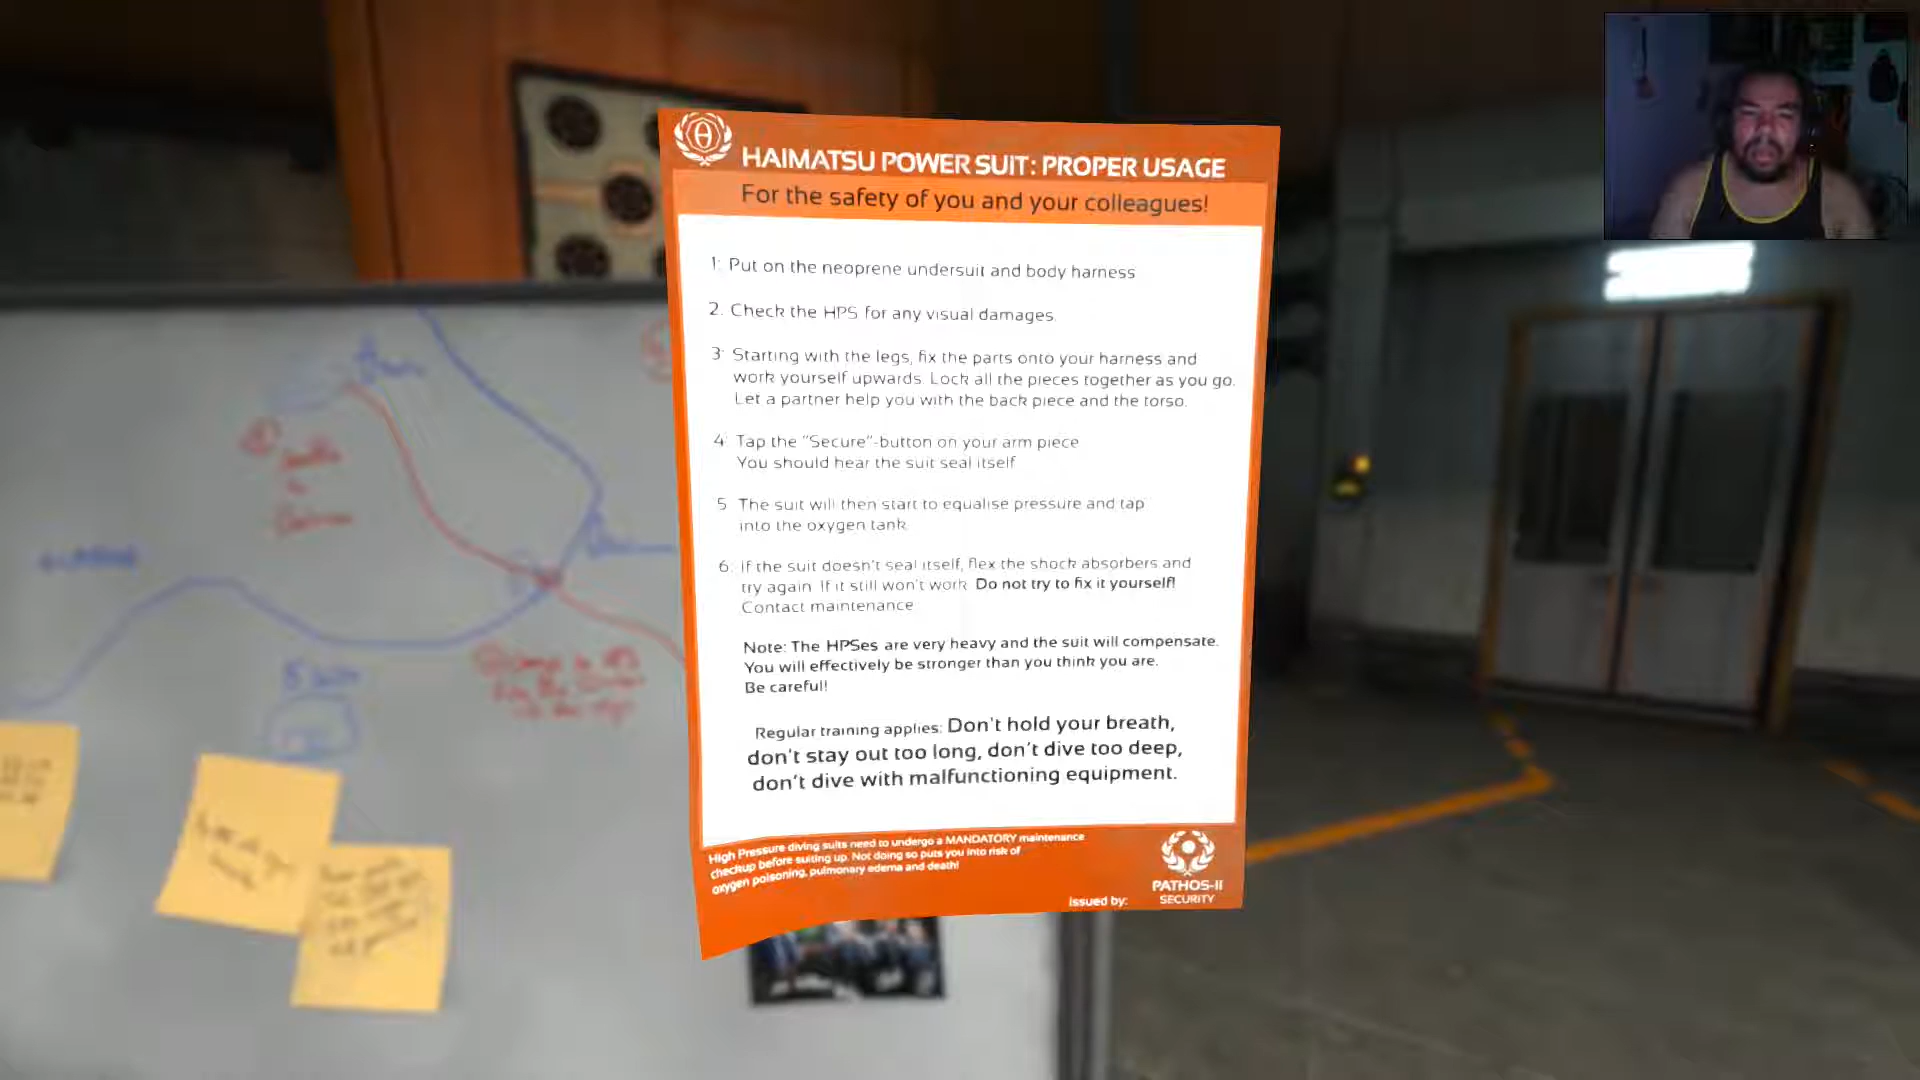 HAIMATSU POWER SUIT: PROPER USAGE
For the safety of you and your colleagues!
1. Put on the neoprene undersuit and body harness
2. Check the HPS for any visual damages.
3. Starting with the legs, fix the parts onto your harness and
work yourself upwards. Lock all the pieces together as you go.
Let a partner help you with the back piece and the torso.
4. Tap the "Secure"-button on your arm piece
You should hear the suit seal itself
5 The suit will then start to equalise pressure and tap
into the oxygen tank
6. If the suit doesn't seal itself, flex the shock absorbers and
try again. If it still won't work. Do not try to fix it yourself!
Contact maintenance
Note: The HPSes are very heavy and the suit will compensate.
You will effectively be stronger than you think you are.
Be careful!
Regular training applies: Don't hold your breath,
don't stay out too long, don't dive too deep,
don't dive with malfunctioning equipment.
High Pressure diving suits need to undergo a MANDATORY maintenance
checkup before suiting up. Not doing so puts you into risk of
oxygen poisoning, pulmonary edema and death!
Issued by:
PATHOS-II
SECURITY